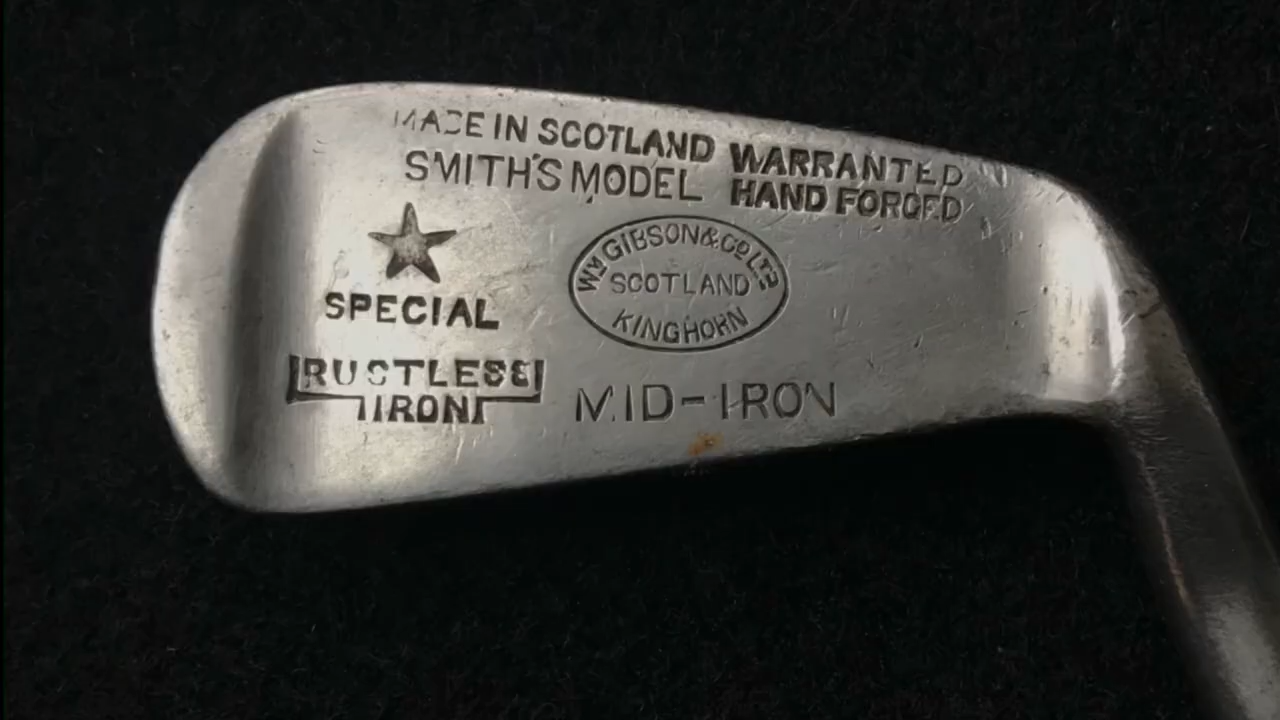 MADE IN SCOTLAND
SMITH'S MODEL
WARRANTED
HAND FORGED
SPECIAL
WM GIBSON & CO LTD
SCOTLAND
KINGHORN
RUSTLESS
IRON
MID-IRON